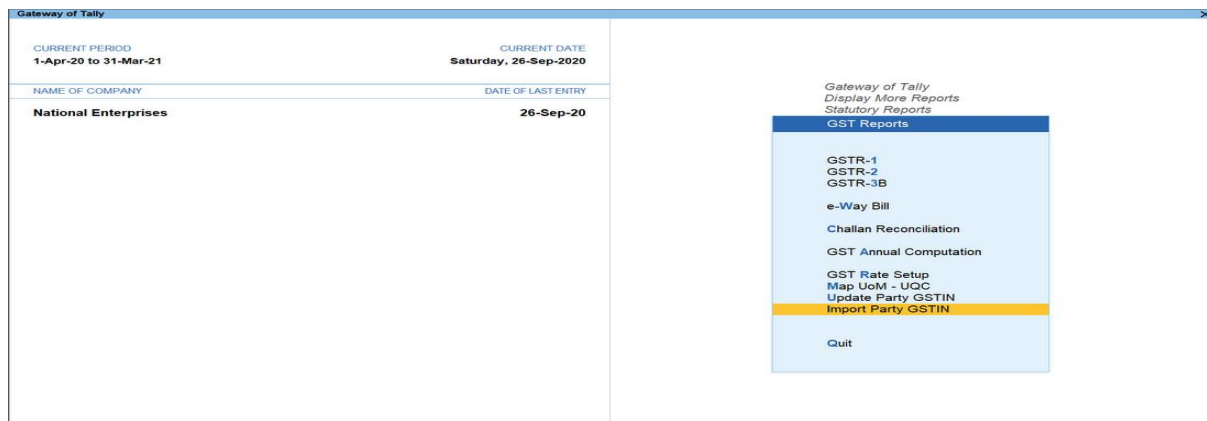 Gateway of Tally
X
CURRENT PERIOD
CURRENT DATE
1-Apr-20 to 31-Mar-21
Saturday, 26-Sep-2020
NAME OF COMPANY
DATE OF LAST ENTRY
National Enterprises
26-Sep-20
Gateway of Tally
Display More Reports
Statutory Reports
GST Reports
GSTR-1
GSTR-2
GSTR-3B
e-Way Bill
Challan Reconciliation
GST Annual Computation
GST Rate Setup
Map UoM - UQC
Update Party GSTIN
Import Party GSTIN
Quit